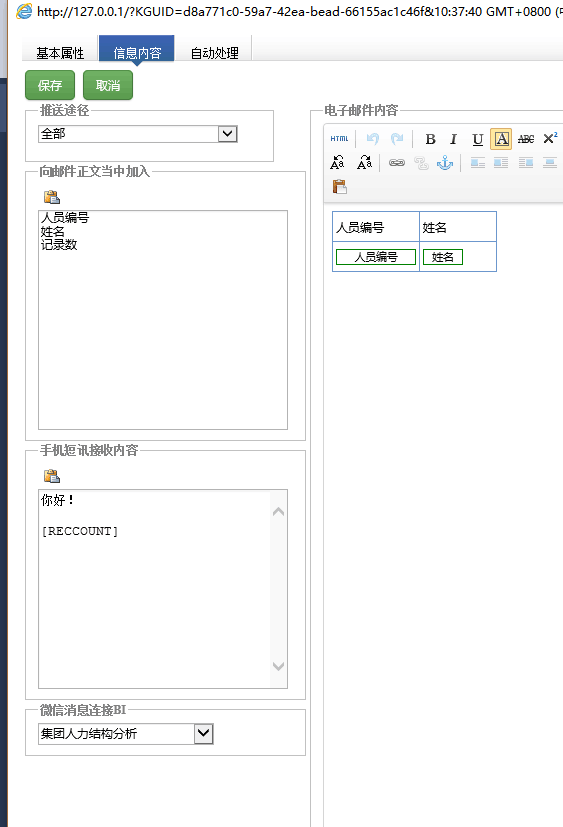 http://127.0.0.1/?KGUID=d8a771c0-59a7-42ea-bead-66155ac1c46f&10:37:40 GMT+0800 (
基本属性 信息内容 自动处理
保存 取消
推送途径
全部
向邮件正文当中加入
人员编号
姓名
记录数
手机短讯接收内容
你好！
[RECCOUNT]
微信消息连接BI
集团人力结构分析
电子邮件内容
HTML B I U A ABC X²
A A
人员编号 姓名
人员编号 姓名